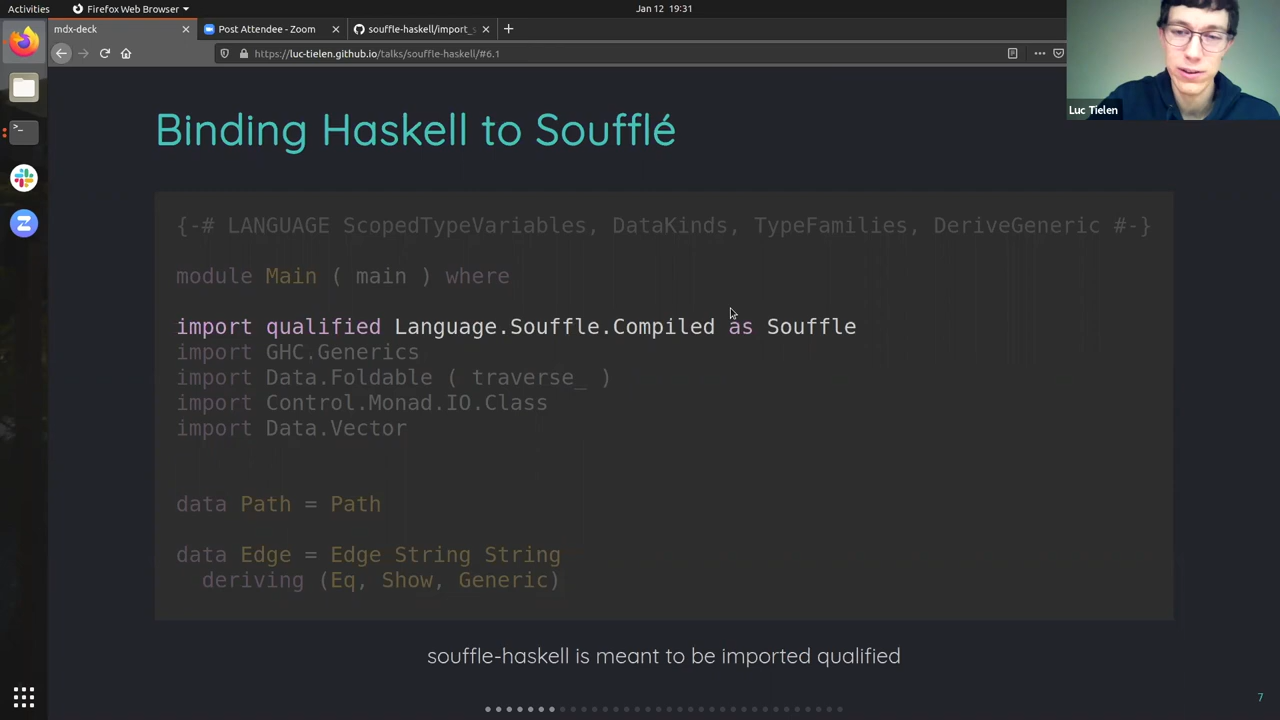 Activities
Firefox Web Browser
Jan 12 19:31
mdx-deck
Post Attendee - Zoom
souffle-haskell/import_s
https://luc-tielen.github.io/talks/souffle-haskell/#6.1
Luc Tielen
Binding Haskell to Soufflé
{-# LANGUAGE ScopedTypeVariables, DataKinds, TypeFamilies, DeriveGeneric #-}
module Main ( main ) where
import qualified Language.Souffle.Compiled as Souffle
import GHC.Generics
import Data.Foldable ( traverse_ )
import Control.Monad.IO.Class
import Data.Vector
data Path = Path
data Edge = Edge String String
deriving (Eq, Show, Generic)
souffle-haskell is meant to be imported qualified
7